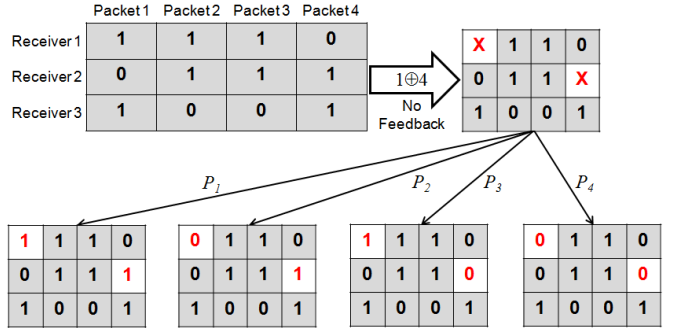 Packet 1 Packet 2 Packet 3 Packet 4
Receiver 1 1 1 1 0
Receiver 2 0 1 1 1
Receiver 3 1 0 0 1
1⊕4
No
Feedback
X 1 1 0
0 1 1 X
1 0 0 1
P1 P2 P3 P4
1 1 1 0 0 1 1 0 1 1 1 0 0 1 1 0
0 1 1 1 0 1 1 1 0 1 1 0 0 1 1 0
1 0 0 1 1 0 0 1 1 0 0 1 1 0 0 1